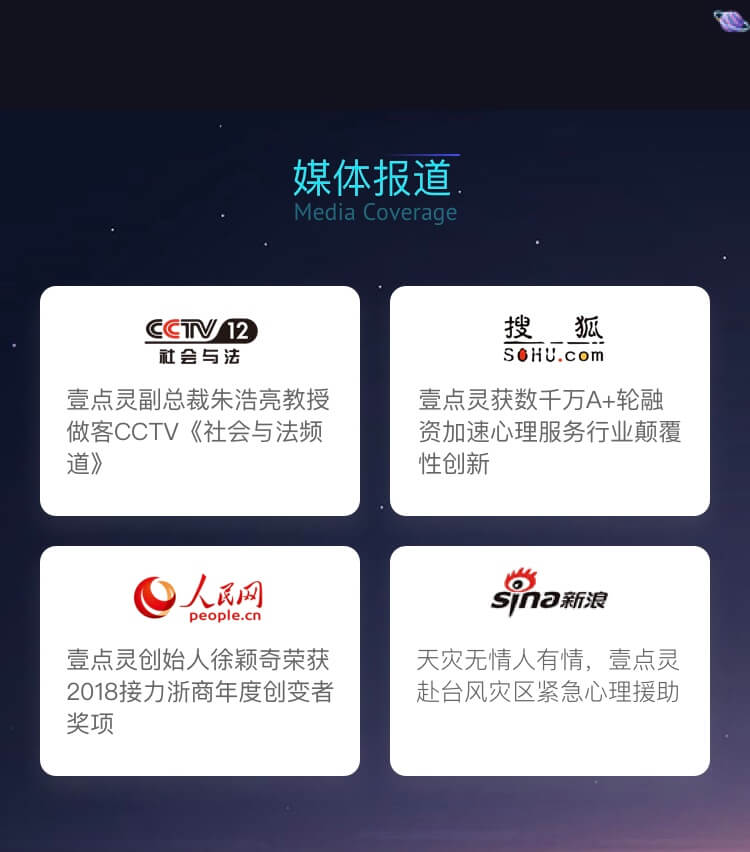 媒体报道
Media Coverage
CCTV 12
社会与法
壹点灵副总裁朱浩亮教授
做客CCTV《社会与法频
道》
搜 狐
SOHU.com
壹点灵获数千万A+轮融
资加速心理服务行业颠覆
性创新
人民网
people.cn
壹点灵创始人徐颖奇荣获
2018接力浙商年度创变者
奖项
sina新浪
天灾无情人有情，壹点灵
赴台风灾区紧急心理援助